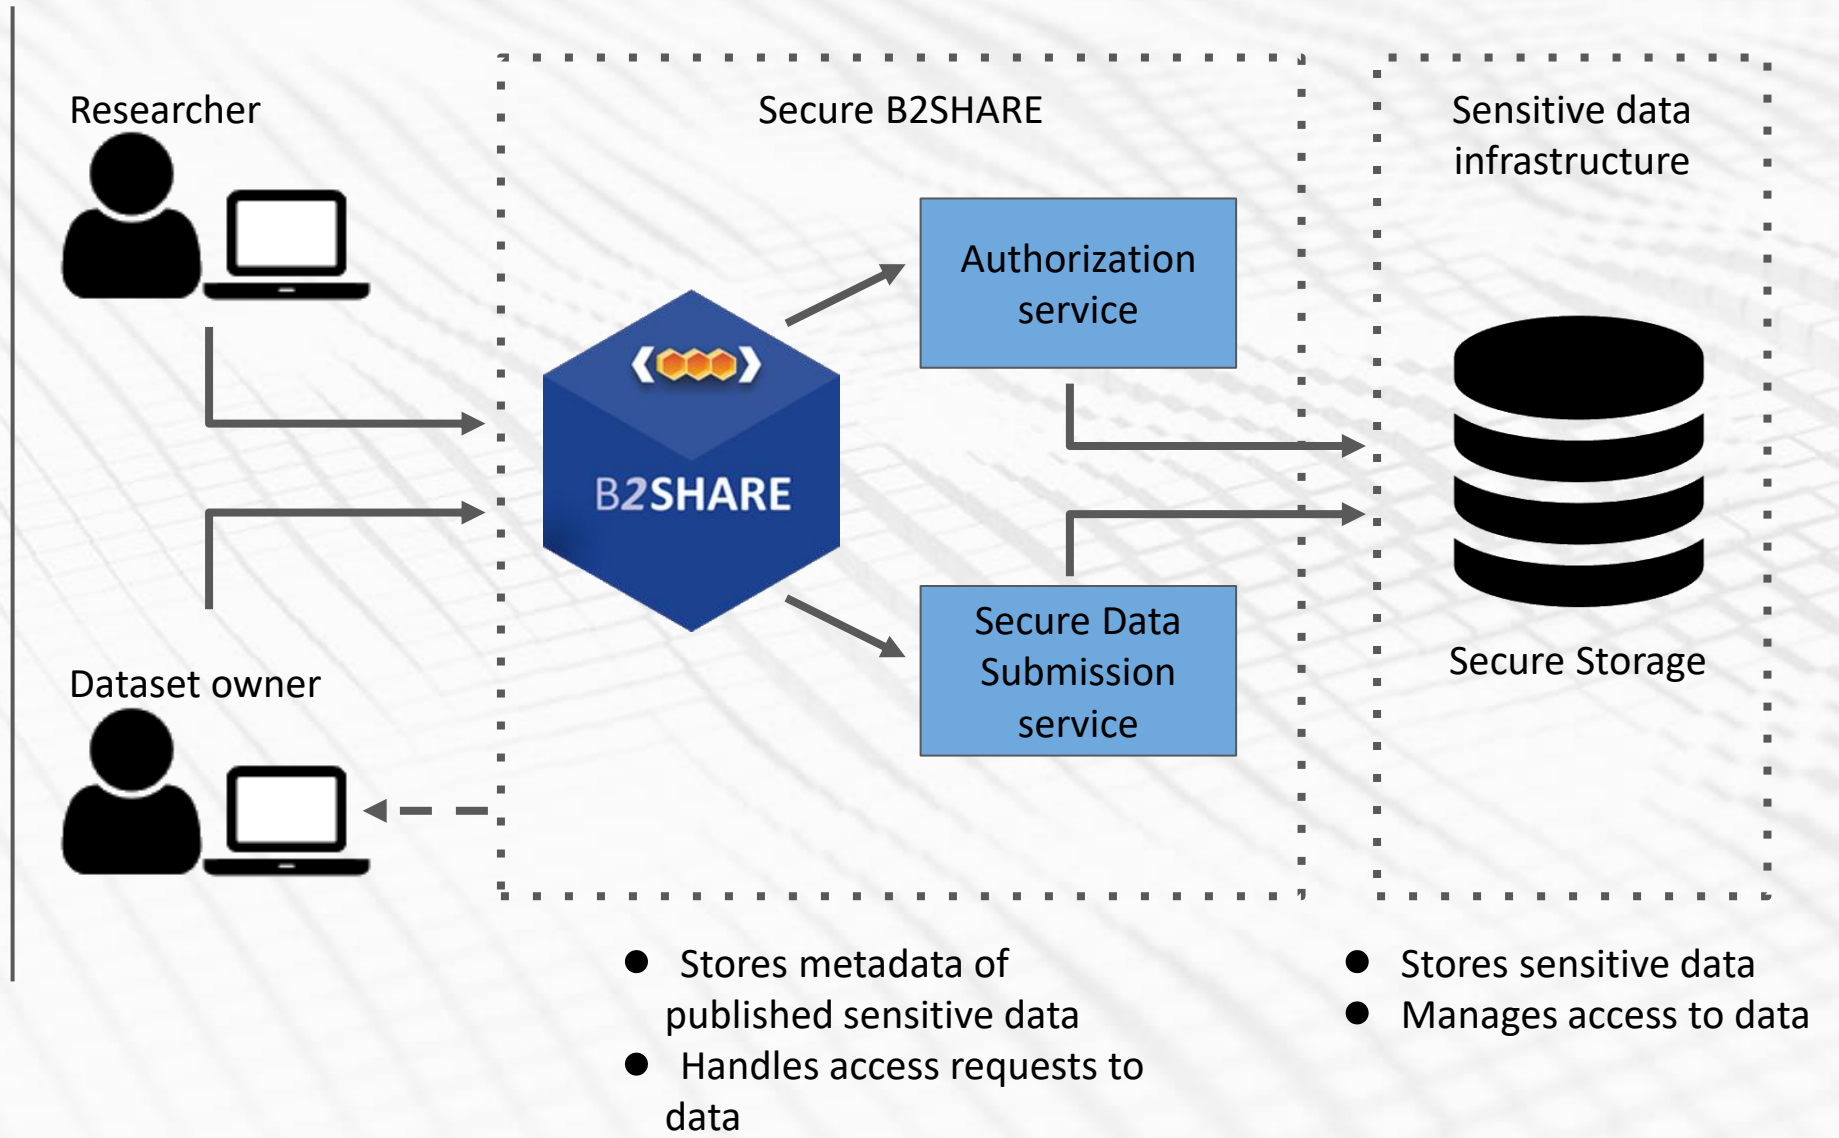 Researcher
Secure B2SHARE
Sensitive data
infrastructure
Authorization
service
B2SHARE
Secure Data
Submission
service
Secure Storage
Dataset owner
● Stores metadata of
published sensitive data
● Handles access requests to
data
● Stores sensitive data
● Manages access to data